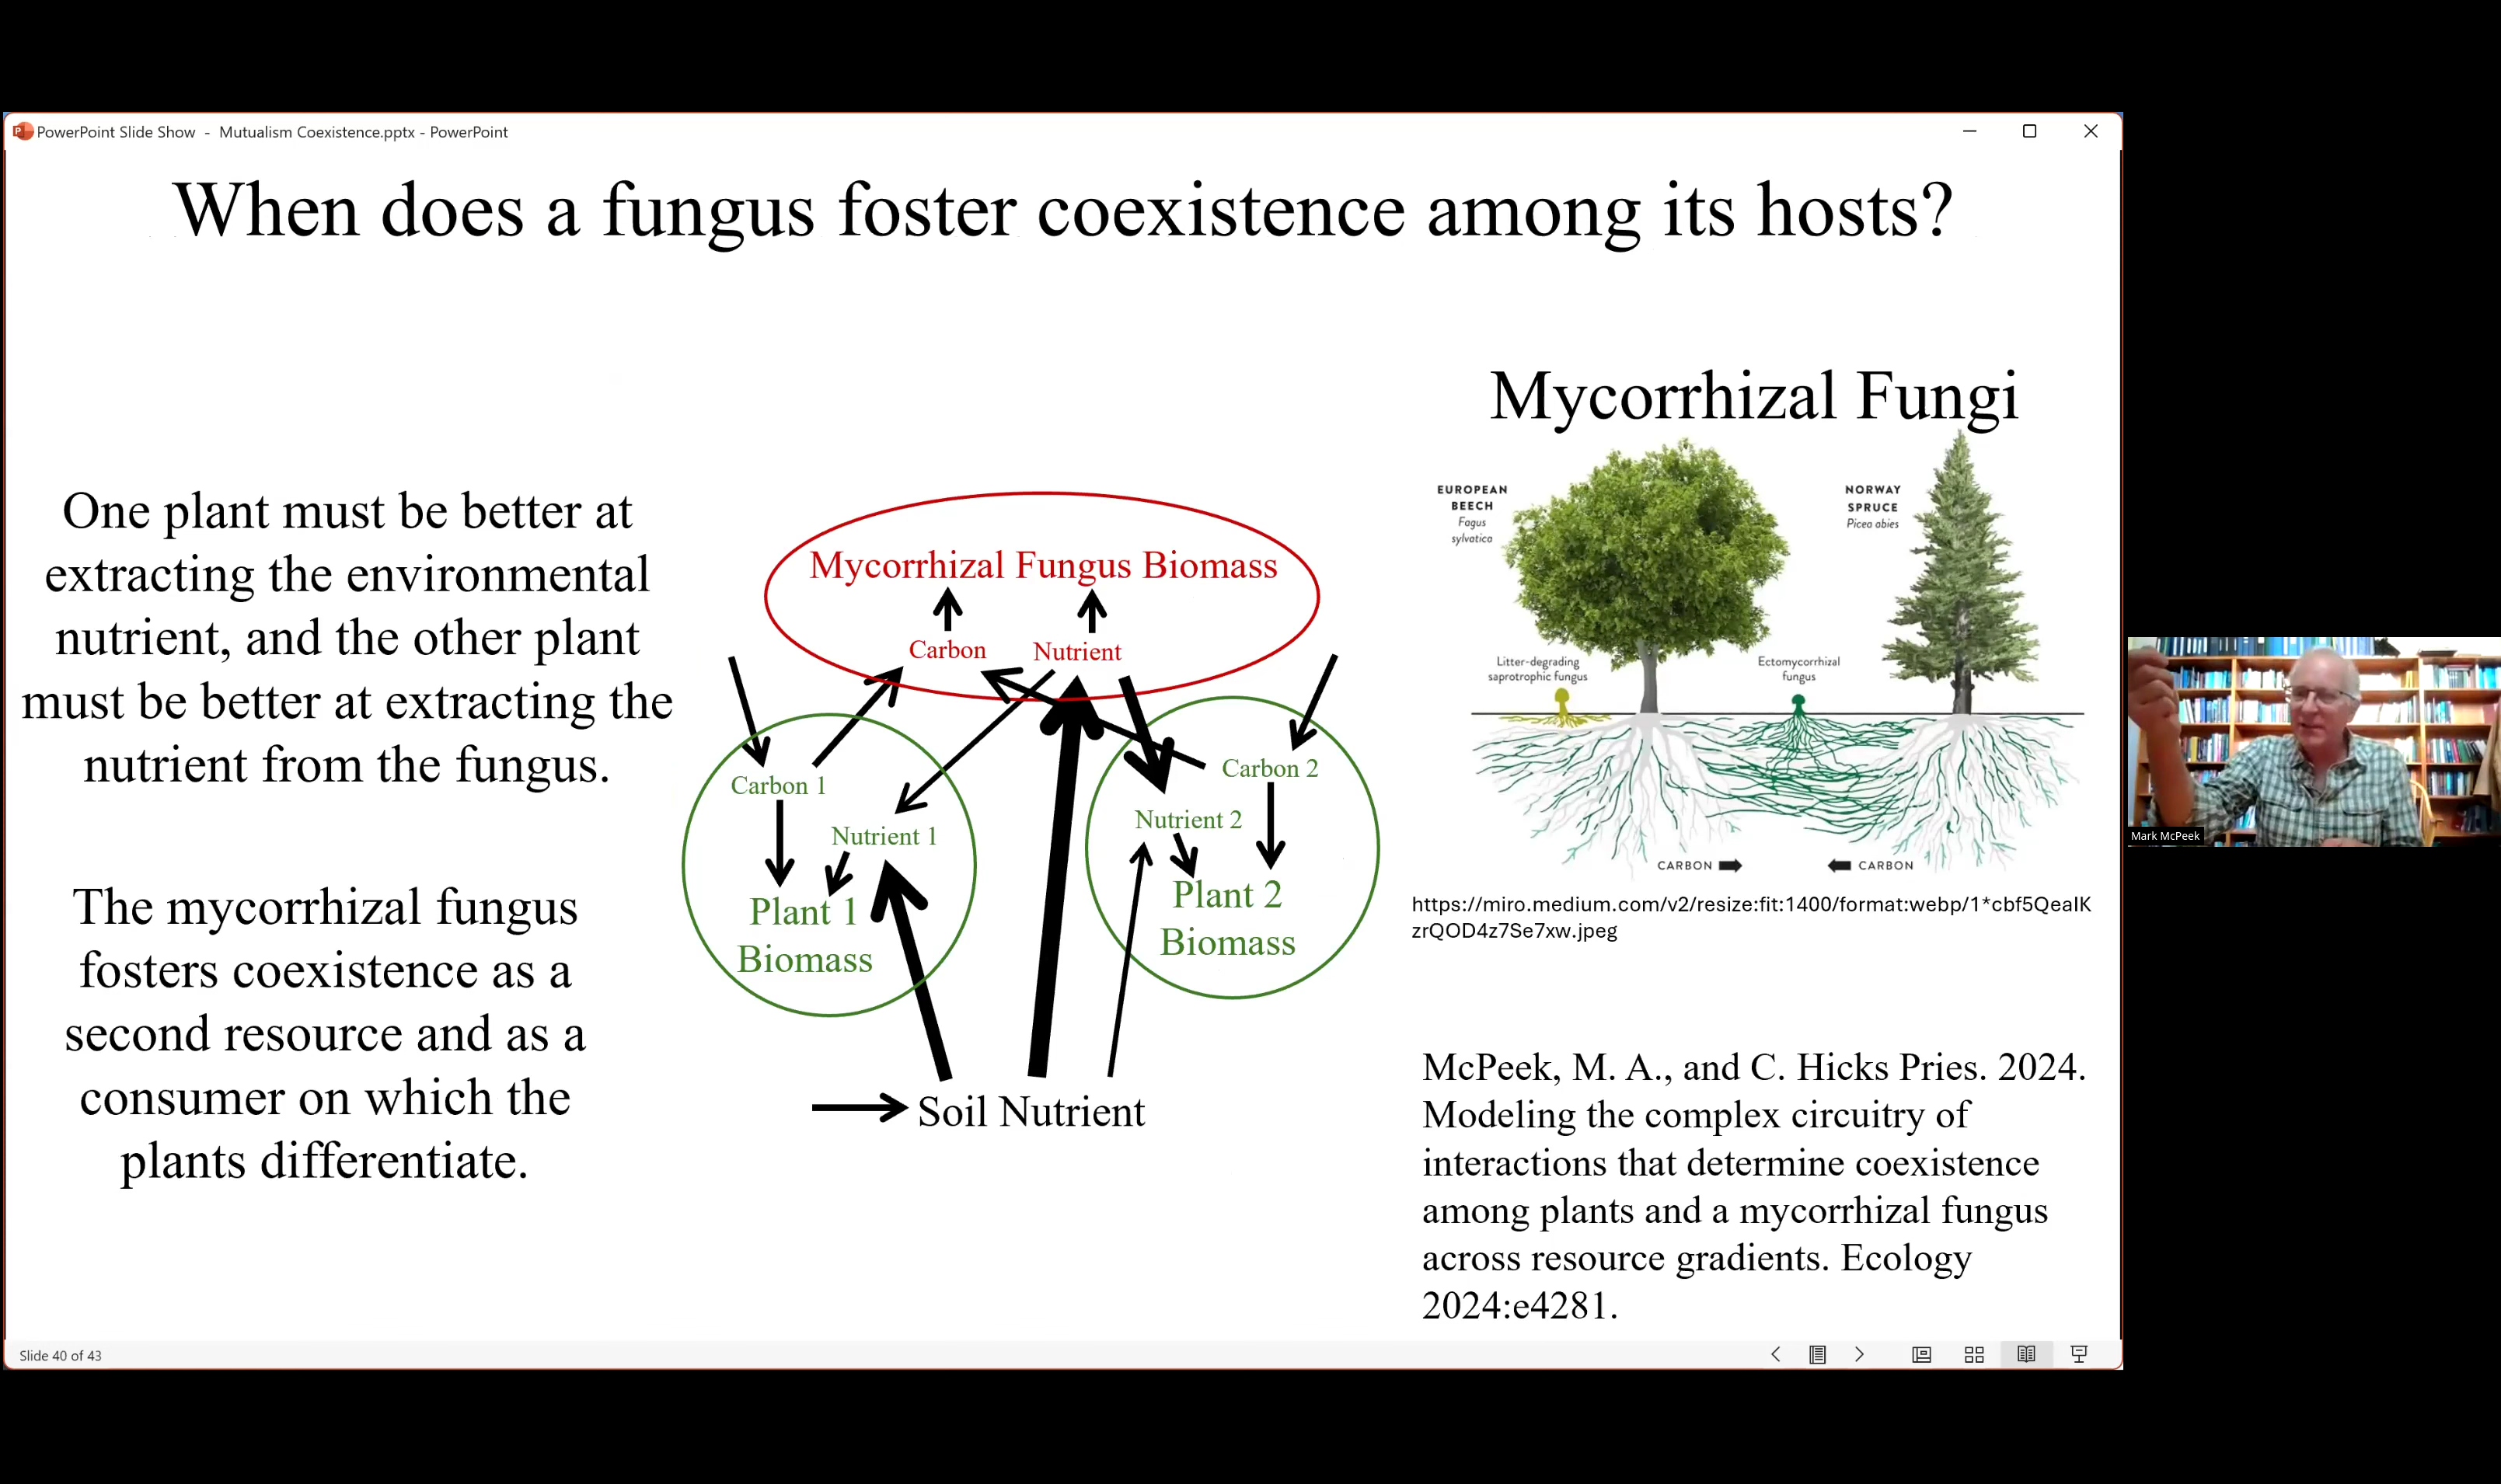 PowerPoint Slide Show - Mutualism Coexistence.pptx - PowerPoint
When does a fungus foster coexistence among its hosts?
One plant must be better at
extracting the environmental
nutrient, and the other plant
must be better at extracting the
nutrient from the fungus.
The mycorrhizal fungus
fosters coexistence as a
second resource and as a
consumer on which the
plants differentiate.
Mycorrhizal Fungus Biomass
Carbon
Nutrient
Carbon 1
Nutrient 1
Plant 1
Biomass
Carbon 2
Nutrient 2
Plant 2
Biomass
Soil Nutrient
Mycorrhizal Fungi
EUROPEAN
BEECH
Fagus
sylvatica
NORWAY
SPRUCE
Picea abies
Litter-degrading
saprotrophic fungus
Ectomycorrhizal
fungus
CARBON
CARBON
https://miro.medium.com/v2/resize:fit:1400/format:webp/1*cbf5QeaIK
zrQOD4z7Se7xw.jpeg
McPeek, M. A., and C. Hicks Pries. 2024.
Modeling the complex circuitry of
interactions that determine coexistence
among plants and a mycorrhizal fungus
across resource gradients. Ecology
2024:e4281.
Mark McPeek
Slide 40 of 43